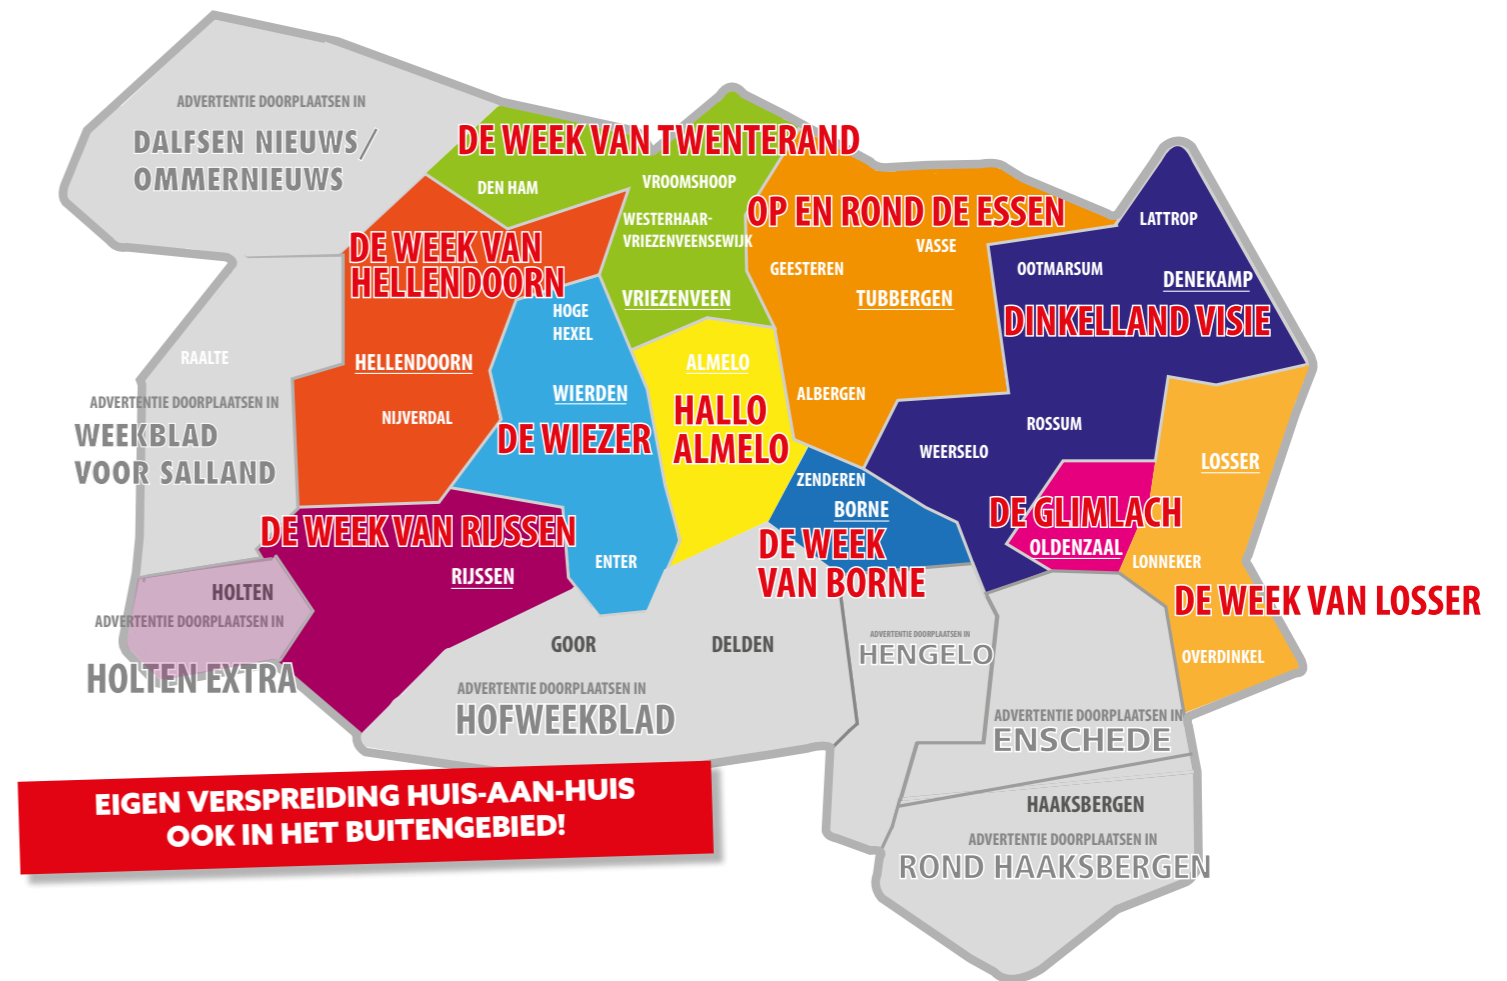 ADVERTENTIE DOORPLAATSEN IN
DALFSEN NIEUWS/
OMMERNIEUWS
DE WEEK VAN TWENTERAND
DEN HAM
VROOMSHOOP
WESTERHAAR-
VRIEZENVEENSEWIJK
VRIEZENVEEN
OP EN ROND DE ESSEN
VASSE
GEESTEREN
TUBBERGEN
ALBERGEN
LATTROP
OOTMARSUM
DENEKAMP
DINKELLAND VISIE
ROSSUM
WEERSELO
DE WEEK VAN
HELLENDOORN
HELLENDOORN
NIJVERDAL
HOGE
HEXEL
WIERDEN
DE WIEZER
ENTER
ALMELO
HALLO
ALMELO
RAALTE
ADVERTENTIE DOORPLAATSEN IN
WEEKBLAD
VOOR SALLAND
ZENDEREN
BORNE
DE WEEK
VAN BORNE
DE GLIMLACH
OLDENZAAL
LOSSER
LONNEKER
DE WEEK VAN LOSSER
OVERDINKEL
DE WEEK VAN RIJSSEN
RIJSSEN
HOLTEN
ADVERTENTIE DOORPLAATSEN IN
HOLTEN EXTRA
GOOR
DELDEN
ADVERTENTIE DOORPLAATSEN IN
HOFWEEKBLAD
ADVERTENTIE DOORPLAATSEN IN
HENGELO
ADVERTENTIE DOORPLAATSEN IN
ENSCHEDE
HAAKSBERGEN
ADVERTENTIE DOORPLAATSEN IN
ROND HAAKSBERGEN
EIGEN VERSPREIDING HUIS-AAN-HUIS
OOK IN HET BUITENGEBIED!